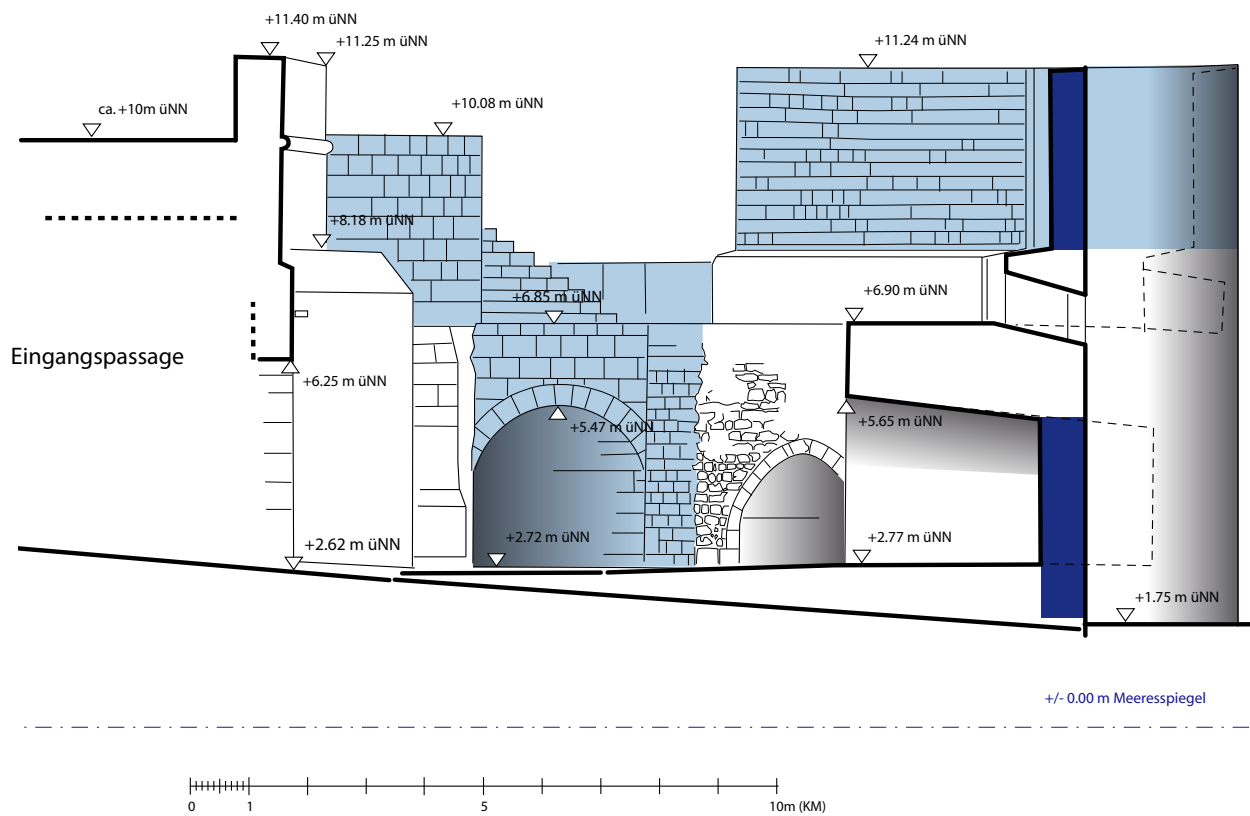 +11.40 m üNN
+11.25 m üNN
+11.24 m üNN
ca. +10m üNN
+10.08 m üNN
+8.18 m üNN
+6.85 m üNN
+6.90 m üNN
Eingangspassage
+6.25 m üNN
+5.47 m üNN
+5.65 m üNN
+2.62 m üNN
+2.72 m üNN
+2.77 m üNN
+1.75 m üNN
+/- 0.00 m Meeresspiegel
0 1 5 10m (KM)